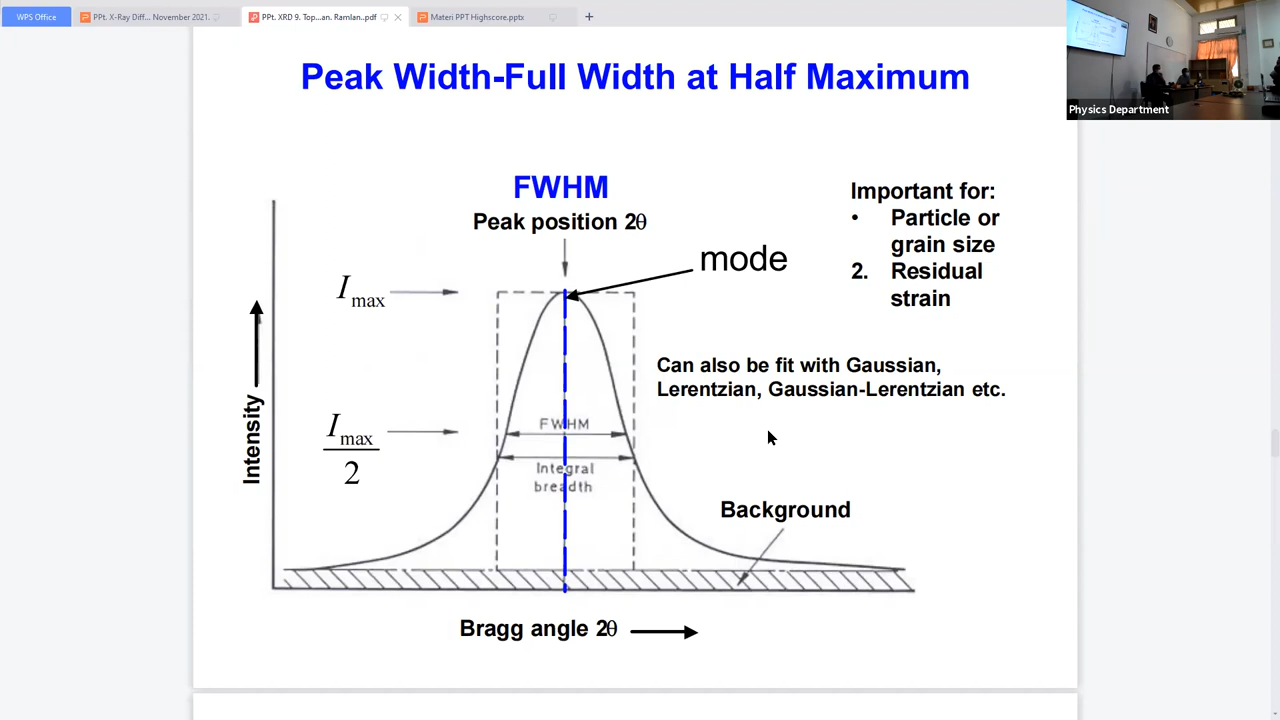 WPS Office
PPt. X-Ray Diff... November 2021.
PPt. XRD 9. Top...an. Ramlan..pdf
Materi PPT Highscore.pptx
Physics Department
Peak Width-Full Width at Half Maximum
FWHM
Peak position 2θ
mode
Important for:
• Particle or
grain size
2. Residual
strain
I max
Can also be fit with Gaussian,
Lerentzian, Gaussian-Lerentzian etc.
I max
2
Intensity
FWHM
Integral
breadth
Background
Bragg angle 2θ